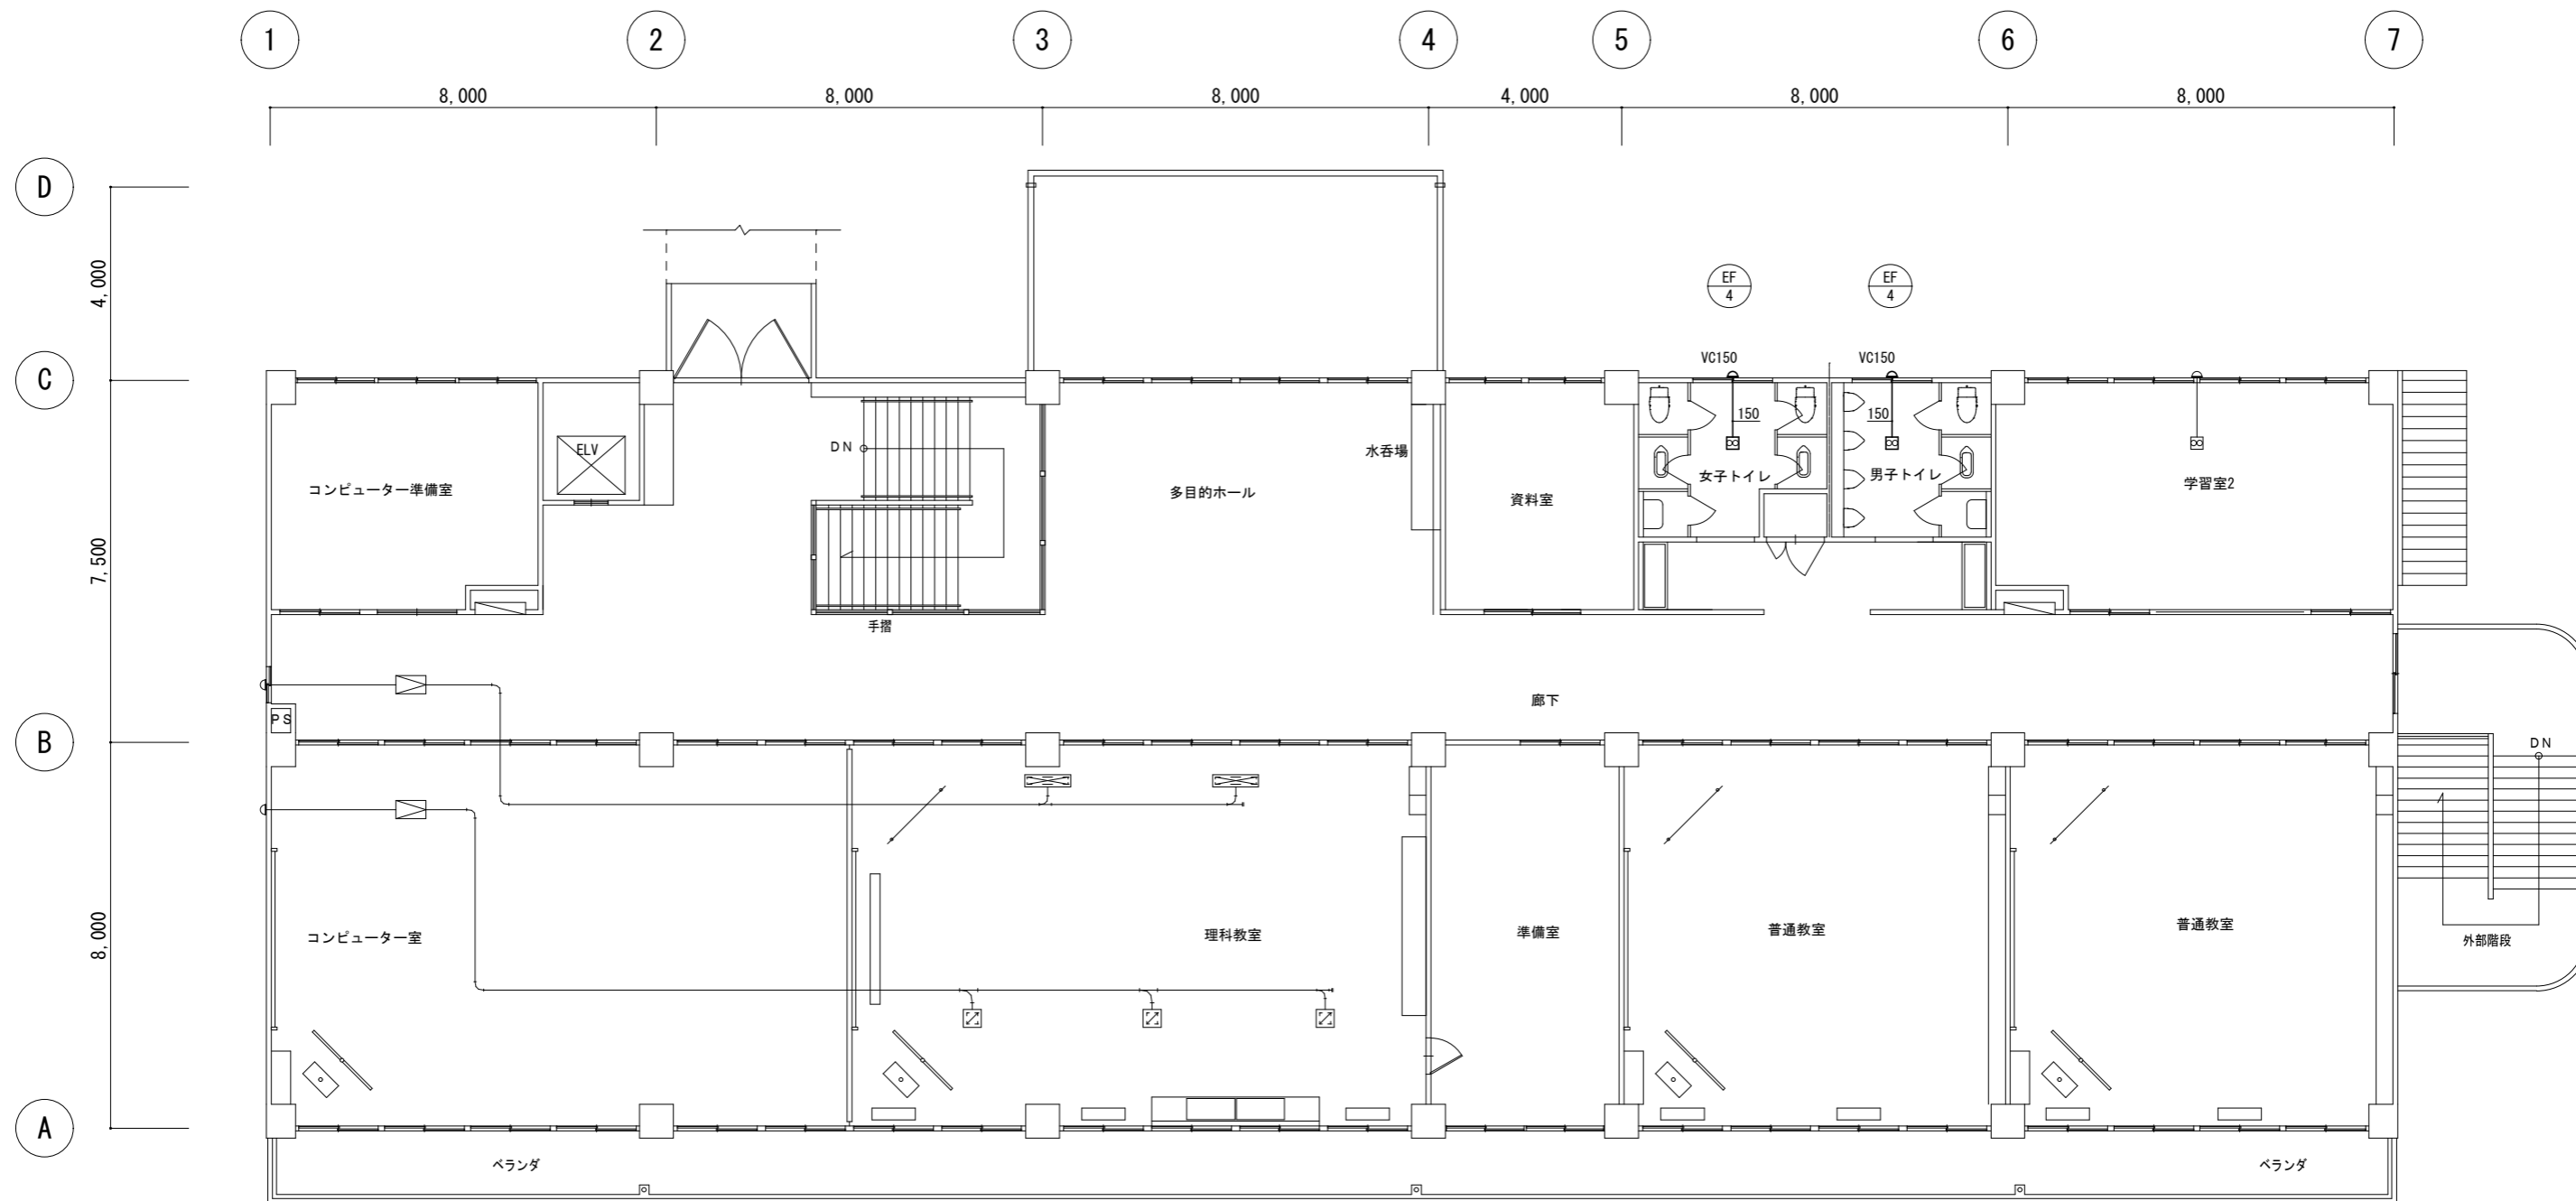 1
2
3
4
5
6
7
8,000
8,000
8,000
4,000
8,000
8,000
D
4,000
EF
4
EF
4
C
VC150
VC150
150
150
DN
水呑場
ELV
女子トイレ
男子トイレ
コンピューター準備室
多目的ホール
資料室
学習室2
7,500
手摺
廊下
PS
B
DN
コンピューター室
理科教室
準備室
普通教室
普通教室
8,000
外部階段
A
ベランダ
ベランダ